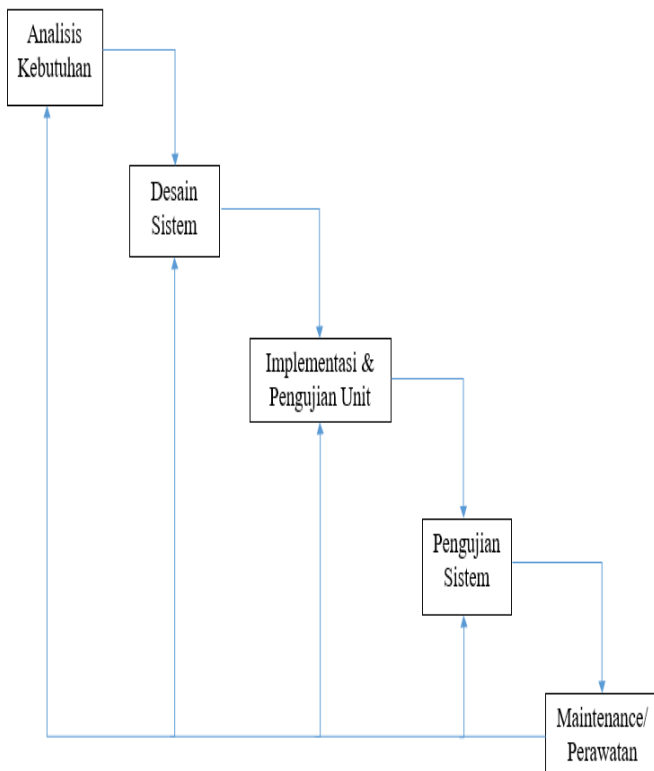 Analisis
Kebutuhan
Desain
Sistem
Implementasi &
Pengujian Unit
Pengujian
Sistem
Maintenance/
Perawatan